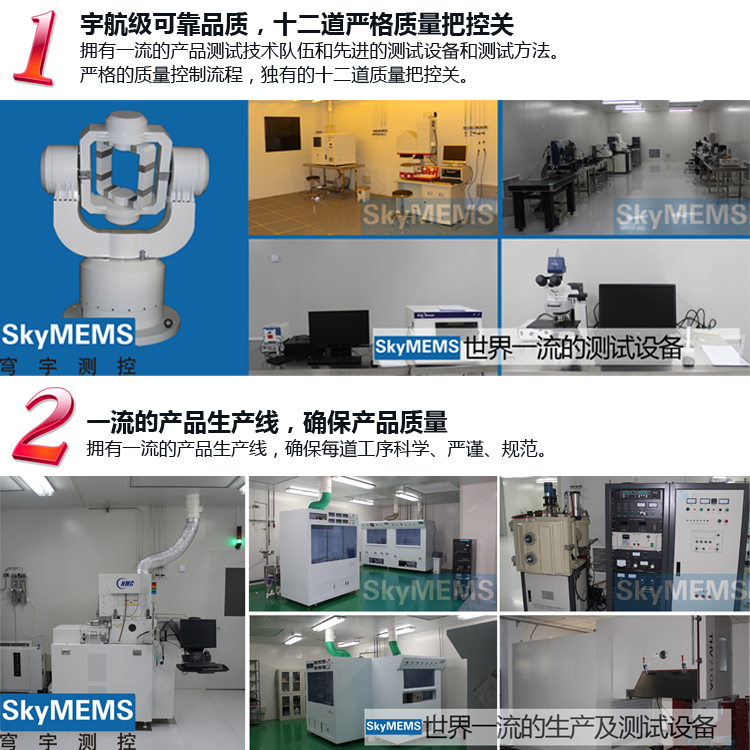 1
宇航级可靠品质，十二道严格质量把控关
拥有一流的产品测试技术队伍和先进的测试设备和测试方法。
严格的质量控制流程，独有的十二道质量把控关。
SkyMEMS
SkyMEMS
SkyMEMS
穹宇测控
SkyMEMS 世界一流的测试设备
2
一流的产品生产线，确保产品质量
拥有一流的产品生产线，确保每道工序科学、严谨、规范。
NMC
SkyMEMS
SkyMEMS
SkyMEMS
穹宇测控
SkyMEMS 世界一流的生产及测试设备